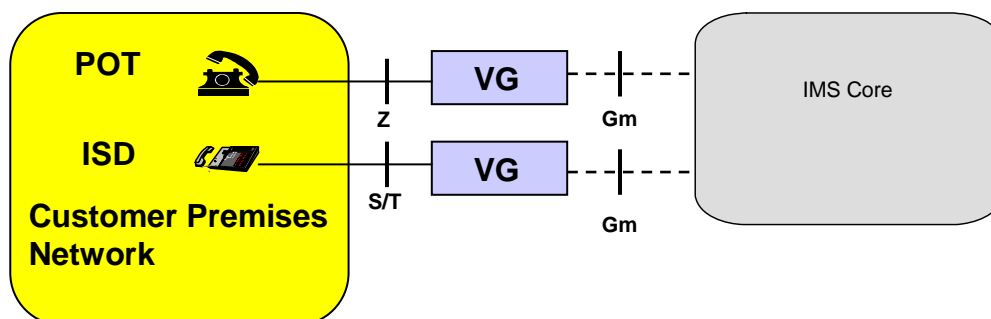 POT
VG
IMS Core
Z
Gm
ISD
VG
S/T
Gm
Customer Premises
Network